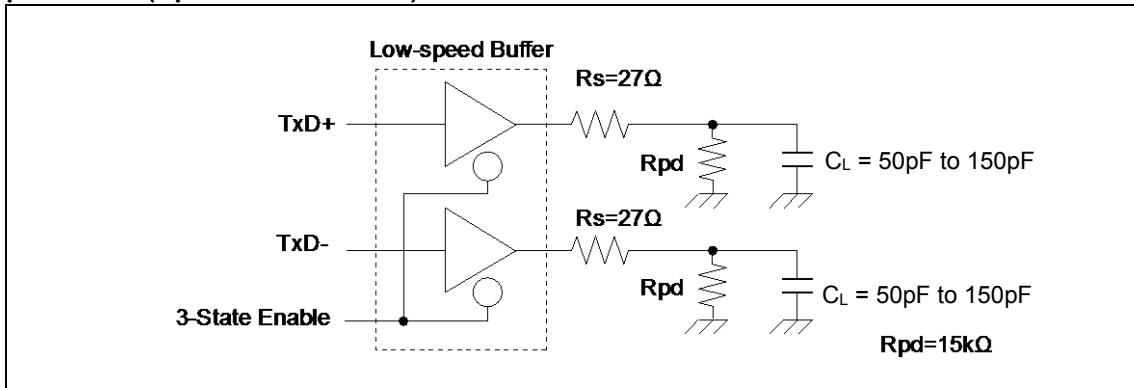 Low-speed Buffer
Rs=27Ω
TxD+
Rpd
CL = 50pF to 150pF
Rs=27Ω
TxD-
Rpd
CL = 50pF to 150pF
3-State Enable
Rpd=15kΩ